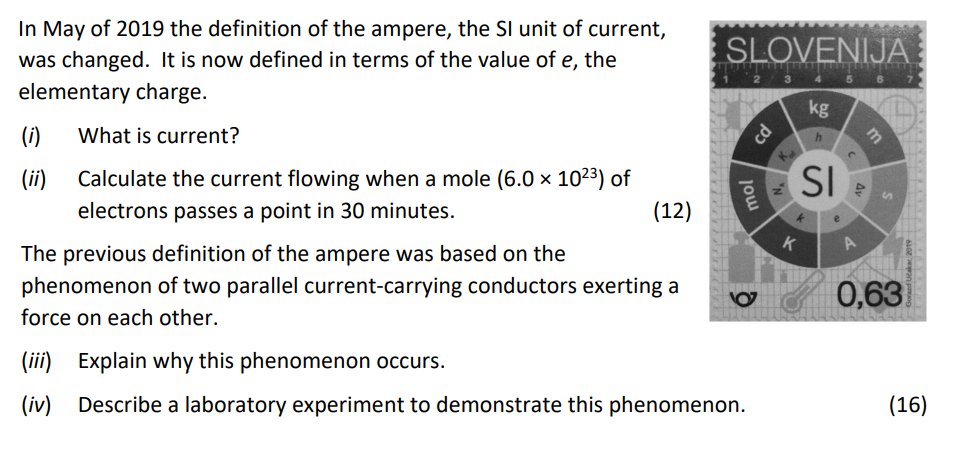 In May of 2019 the definition of the ampere, the SI unit of current,
was changed. It is now defined in terms of the value of e, the
elementary charge.
(i) What is current?
(ii) Calculate the current flowing when a mole (6.0 × 10²³) of
electrons passes a point in 30 minutes. (12)
The previous definition of the ampere was based on the
phenomenon of two parallel current-carrying conductors exerting a
force on each other.
(iii) Explain why this phenomenon occurs.
(iv) Describe a laboratory experiment to demonstrate this phenomenon. (16)
SLOVENIJA
1 2 3 4 5 6 7
kg
m
s
A
K
mol
cd
h
c
Δν
e
k
N
K
SI
0,63